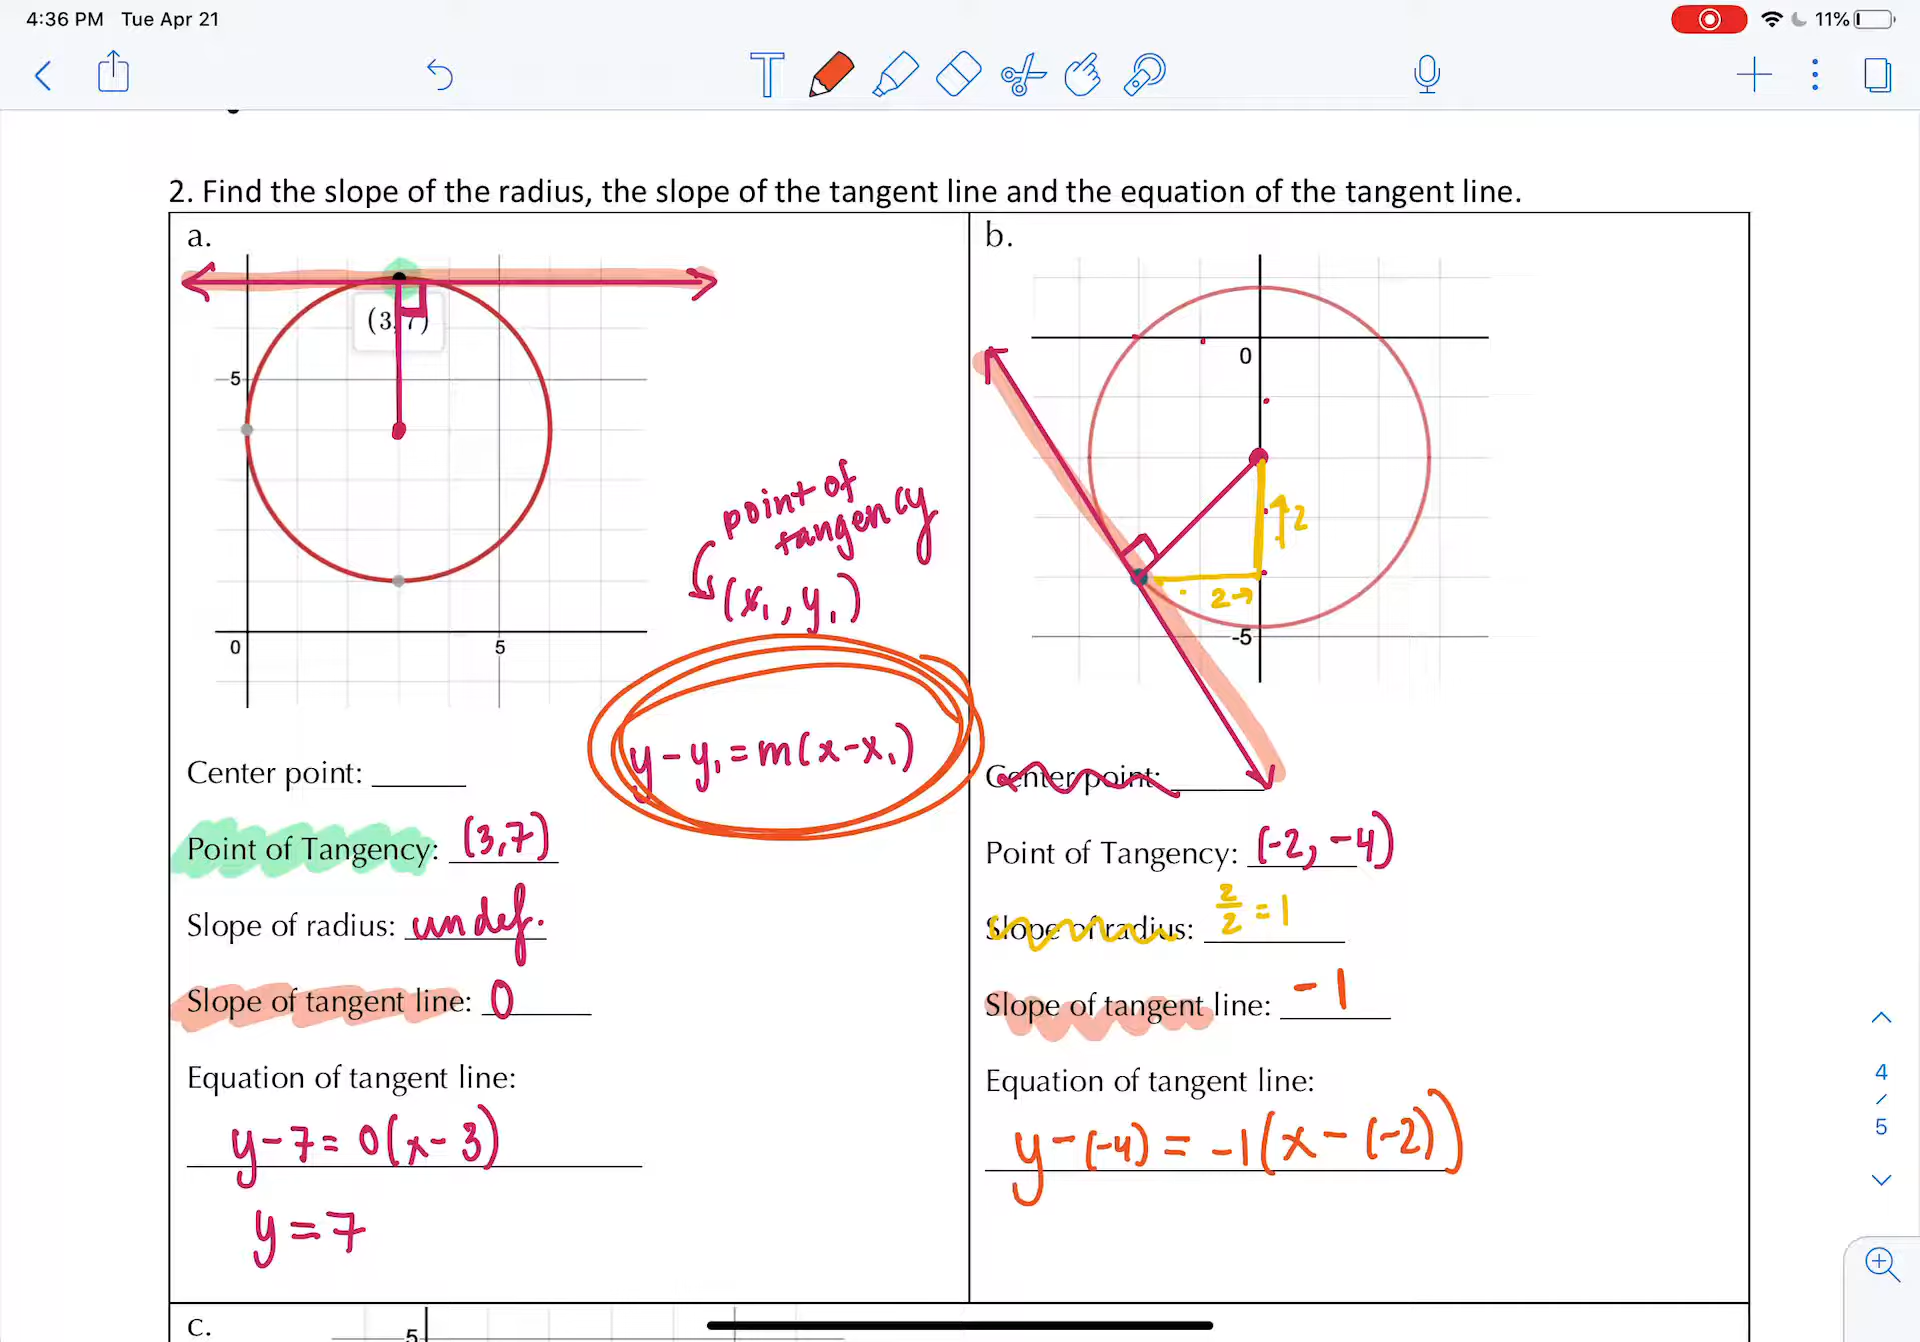 4:36 PM Tue Apr 21
11%
2. Find the slope of the radius, the slope of the tangent line and the equation of the tangent line.
a.
(3,7)
5
0
5
point of
tangency
(x₁, y₁)
y-y₁ = m(x-x₁)
Center point:
Point of Tangency: (3,7)
Slope of radius: undef.
Slope of tangent line: 0
Equation of tangent line:
y-7 = 0(x-3)
y = 7
b.
0
2
2→
-5
Center point:
Point of Tangency: (-2, -4)
Slope of radius: 2/2 = 1
Slope of tangent line: -1
Equation of tangent line:
y-(-4) = -1(x-(-2))
c.
5
4
/
5